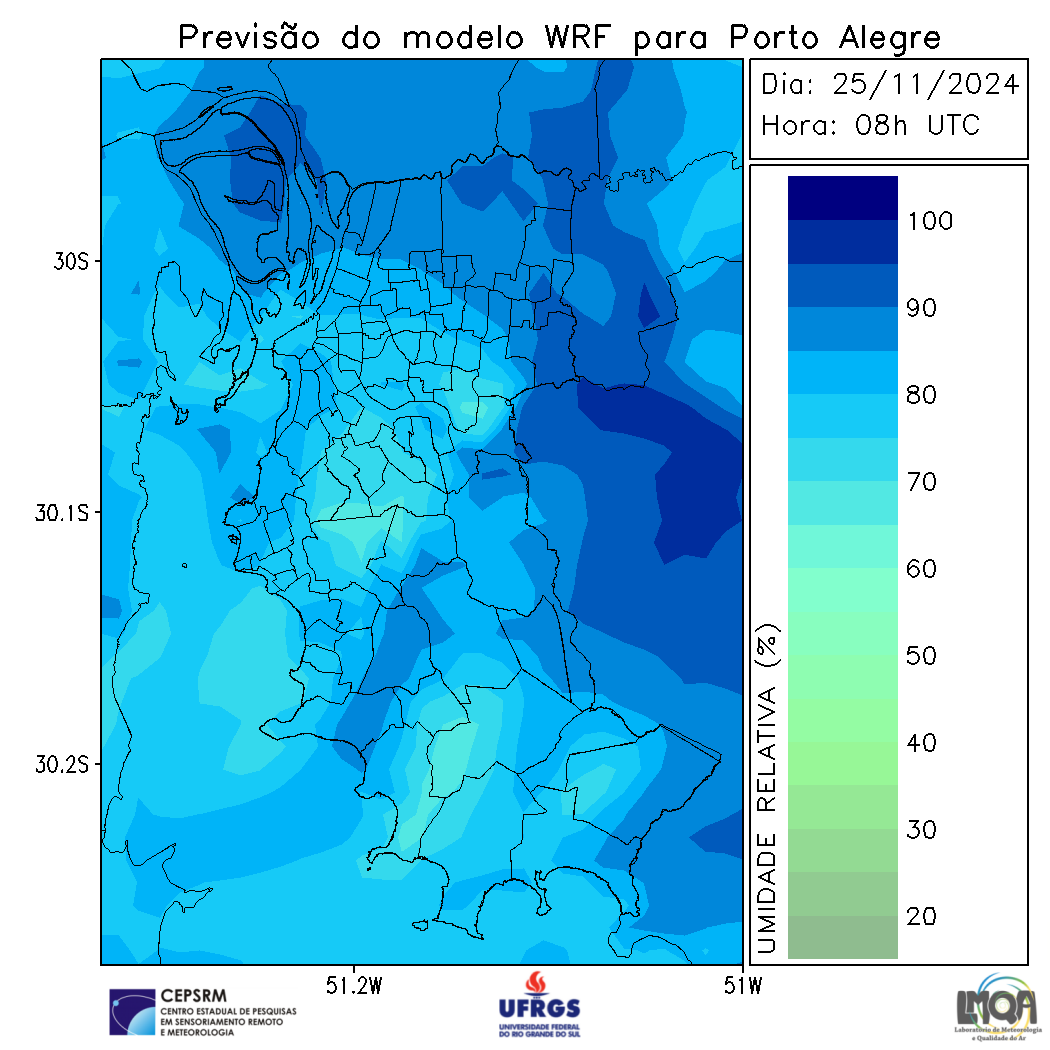 Previsão do modelo WRF para Porto Alegre
Dia: 25/11/2024
Hora: 08h UTC
30S
30.1S
30.2S
51.2W
51W
UMIDADE RELATIVA (%)
100
90
80
70
60
50
40
30
20
CEPSRM
CENTRO ESTADUAL DE PESQUISAS
EM SENSORIAMENTO REMOTO
E METEOROLOGIA
UFRGS
UNIVERSIDADE FEDERAL
DO RIO GRANDE DO SUL
LMQA
Laboratório de Meteorologia
e Qualidade do Ar